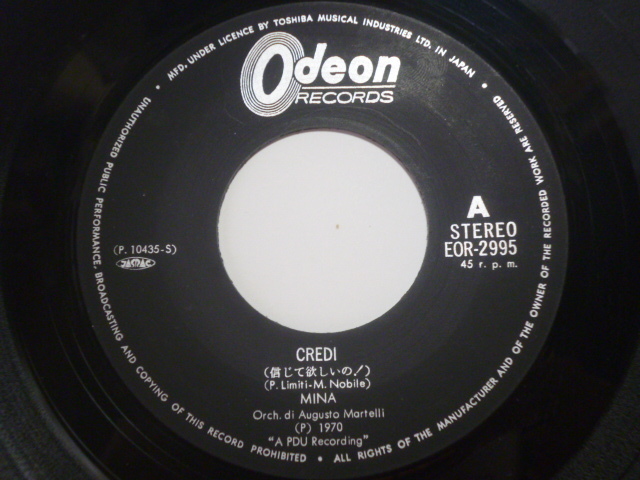 • MFD. UNDER LICENCE BY TOSHIBA MUSICAL INDUSTRIES LTD. IN JAPAN •
Odeon
RECORDS
A
STEREO
EOR-2995
45 r. p. m.
(P. 10435-S)
JASRAC
CREDI
(信じて欲しいの!)
(P. Limiti-M. Nobile)
MINA
Orch. di Augusto Martelli
(P) 1970
"A PDU Recording"
UNAUTHORIZED PUBLIC PERFORMANCE, BROADCASTING AND COPYING OF THIS RECORD PROHIBITED • ALL RIGHTS OF THE MANUFACTURER AND OF THE OWNER OF THE RECORDED WORK ARE RESERVED